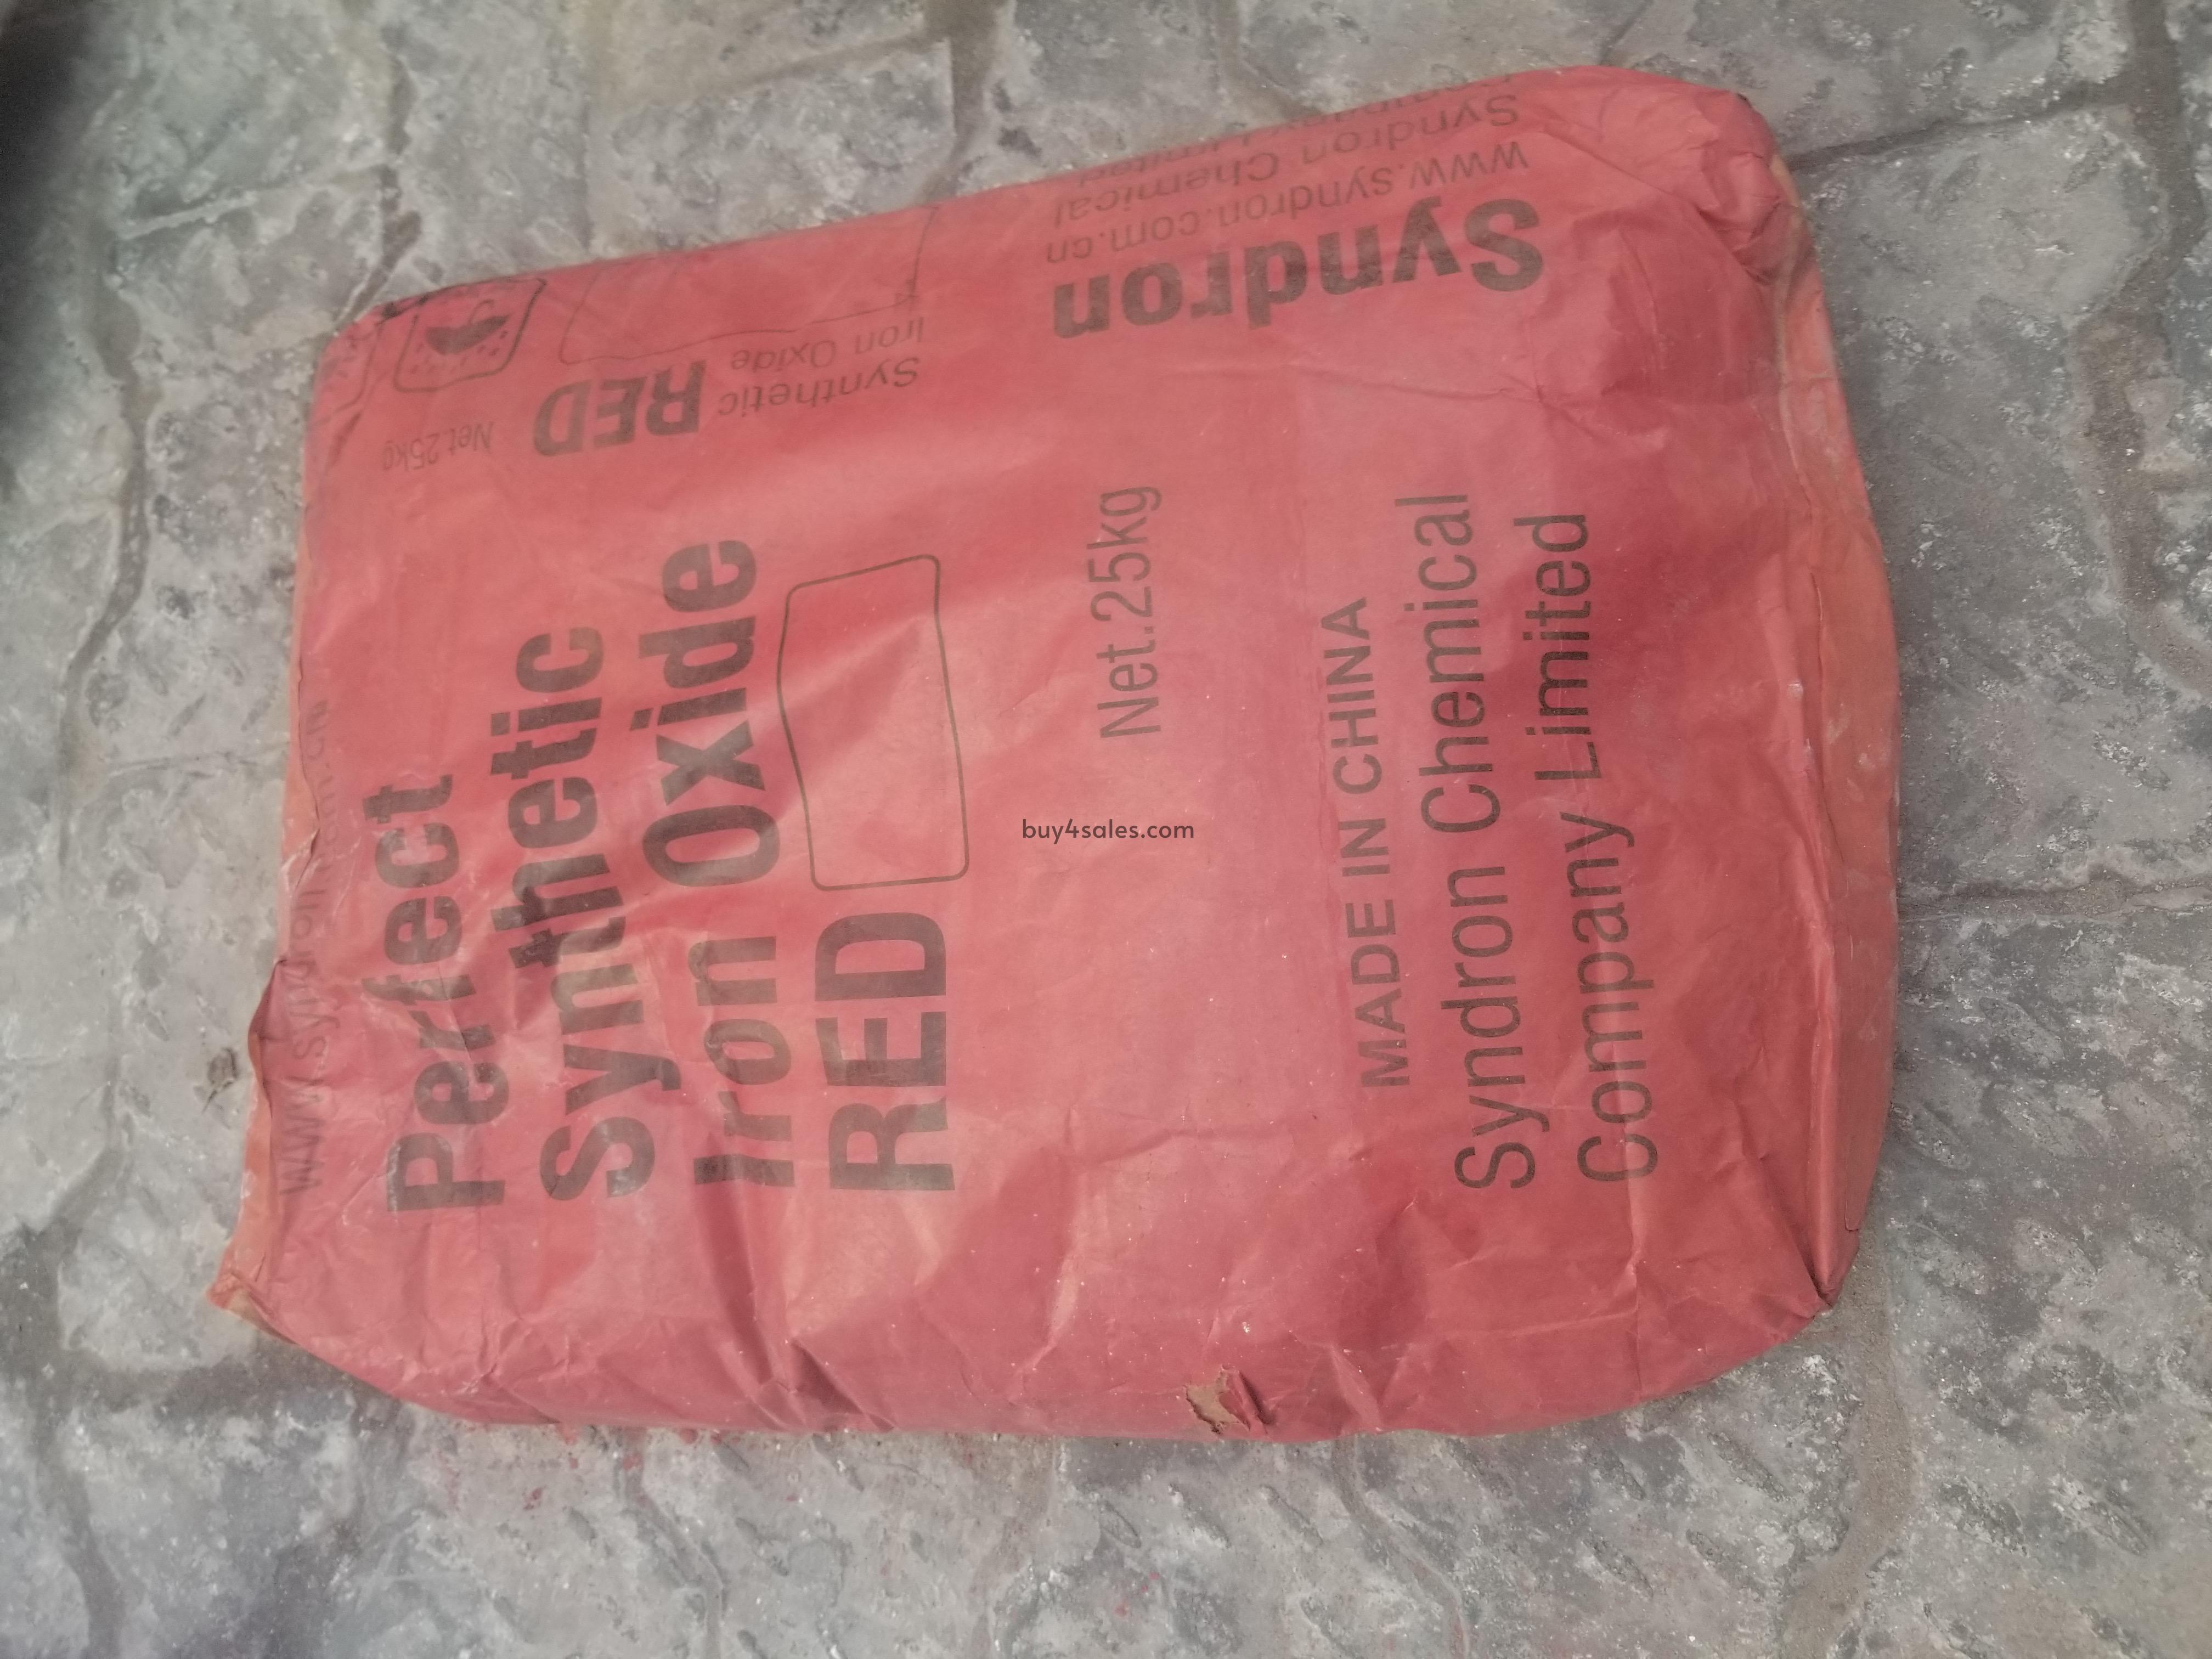 Perfect
Synthetic
Iron Oxide
RED
Net.25kg
MADE IN CHINA
Syndron Chemical
Company Limited
Syndron
www.syndron.com.cn
Syndron Chemical
Limited
Synthetic
Iron Oxide
RED
Net.25kg
buy4sales.com